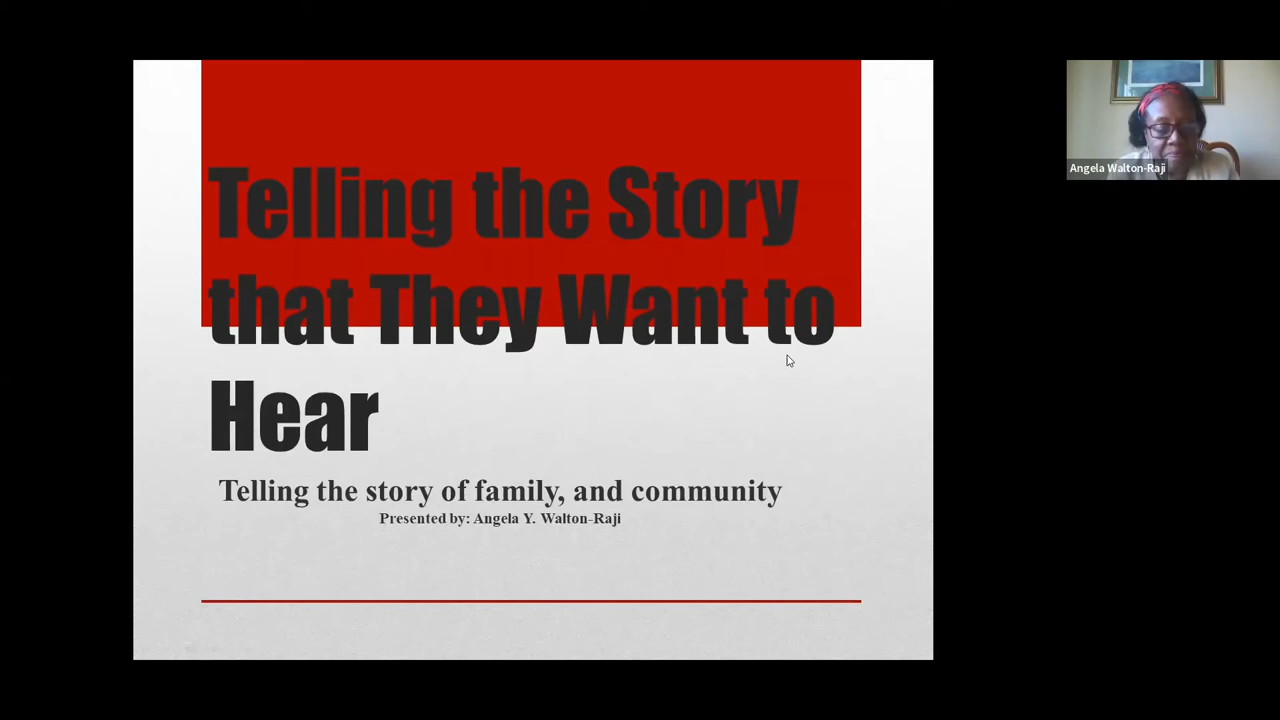 Telling the Story
that They Want to
Hear
Telling the story of family, and community
Presented by: Angela Y. Walton-Raji
Angela Walton-Raji